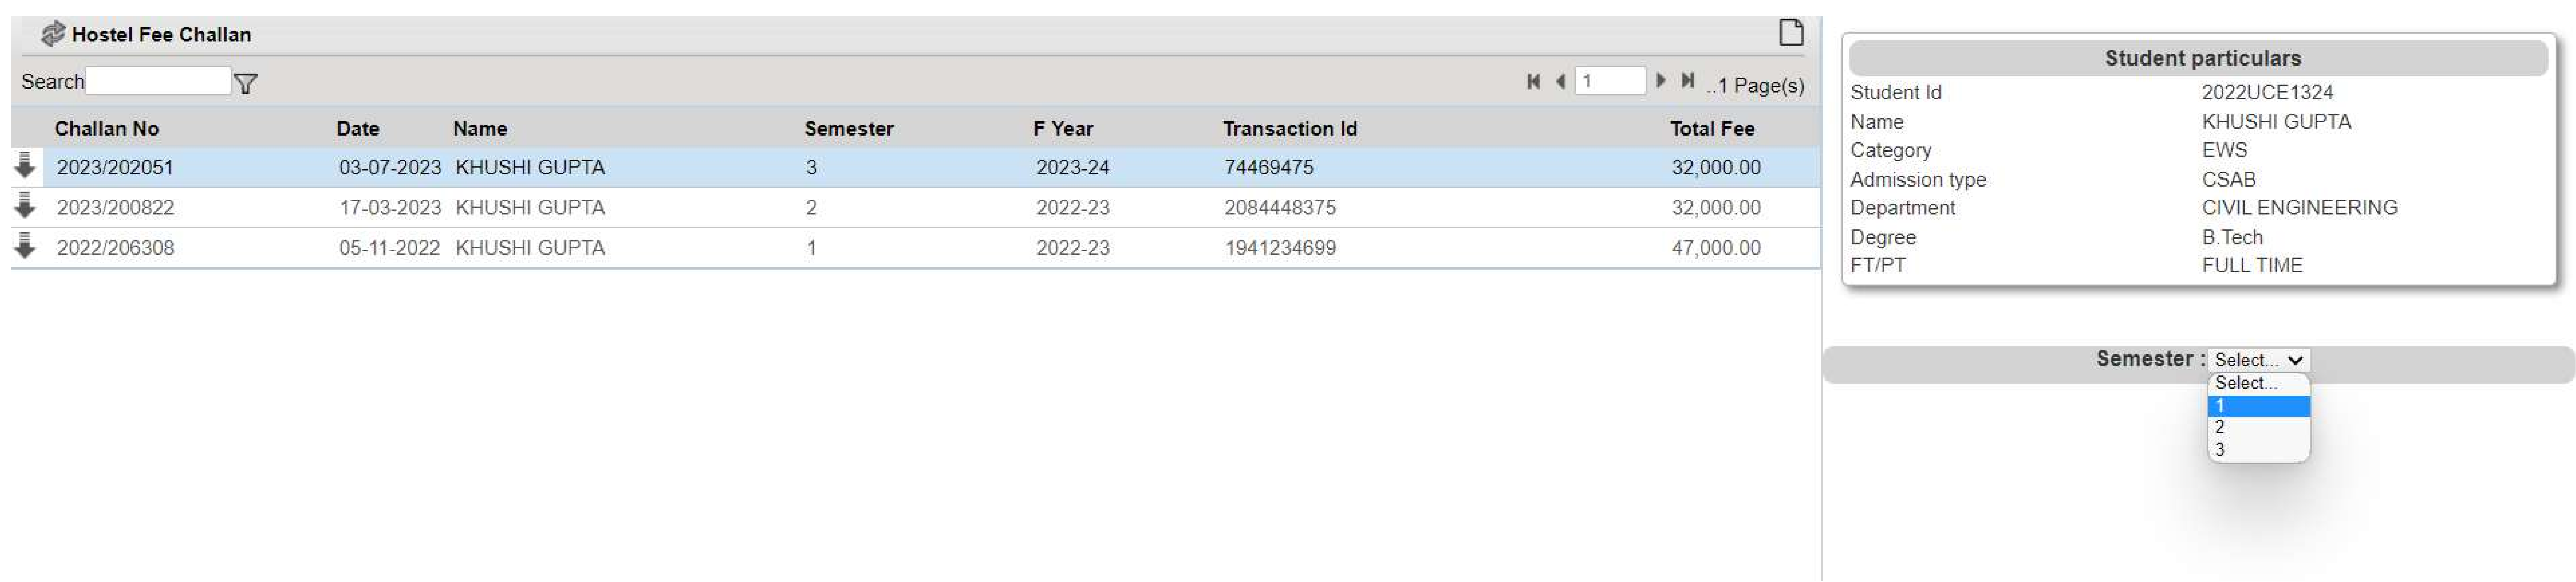 Hostel Fee Challan
Search 1 ..1 Page(s)
Challan No Date Name Semester F Year Transaction Id Total Fee
2023/202051 03-07-2023 KHUSHI GUPTA 3 2023-24 74469475 32,000.00
2023/200822 17-03-2023 KHUSHI GUPTA 2 2022-23 2084448375 32,000.00
2022/206308 05-11-2022 KHUSHI GUPTA 1 2022-23 1941234699 47,000.00
Student particulars
Student Id 2022UCE1324
Name KHUSHI GUPTA
Category EWS
Admission type CSAB
Department CIVIL ENGINEERING
Degree B.Tech
FT/PT FULL TIME
Semester : Select...
Select...
1
2
3